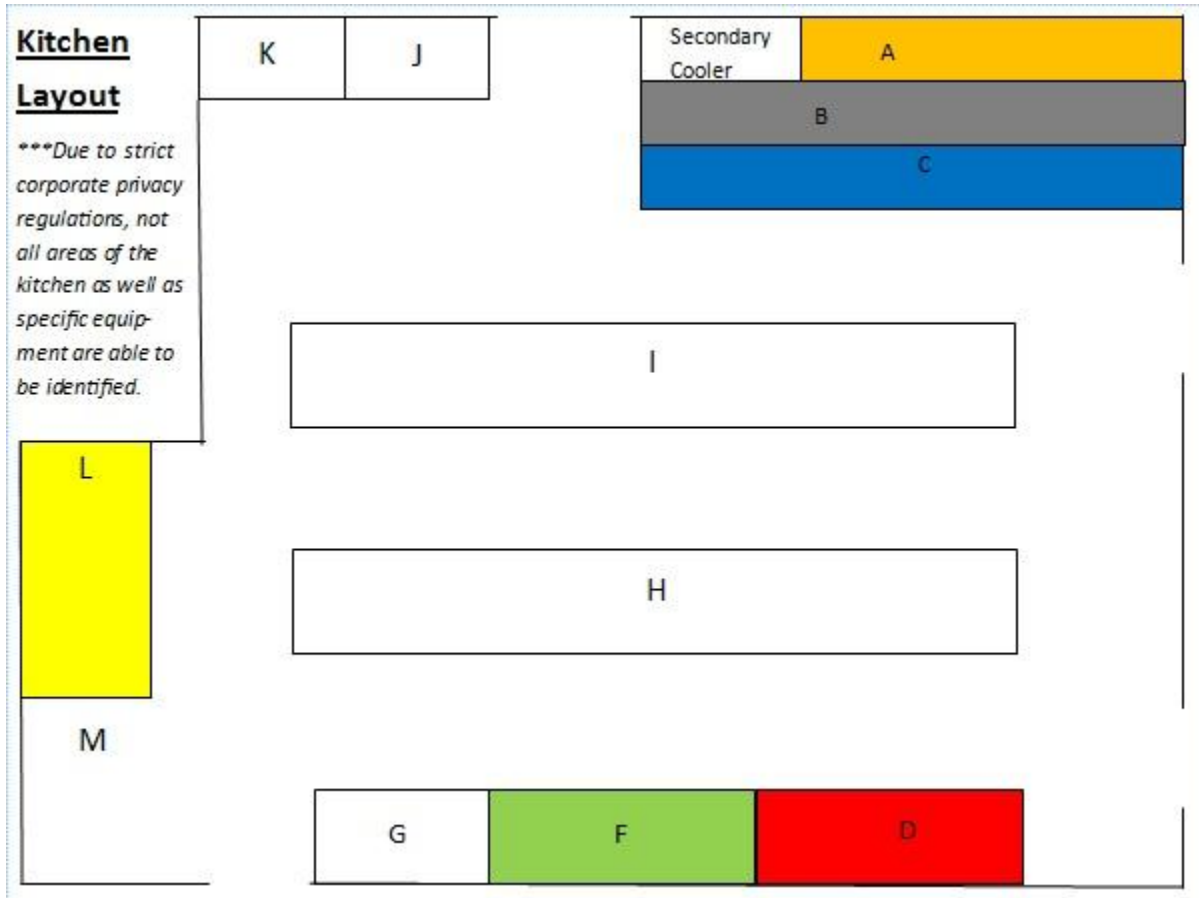 Kitchen
Layout
***Due to strict
corporate privacy
regulations, not
all areas of the
kitchen as well as
specific equip-
ment are able to
be identified.
K
J
Secondary
Cooler
A
B
C
I
L
H
M
G
F
D